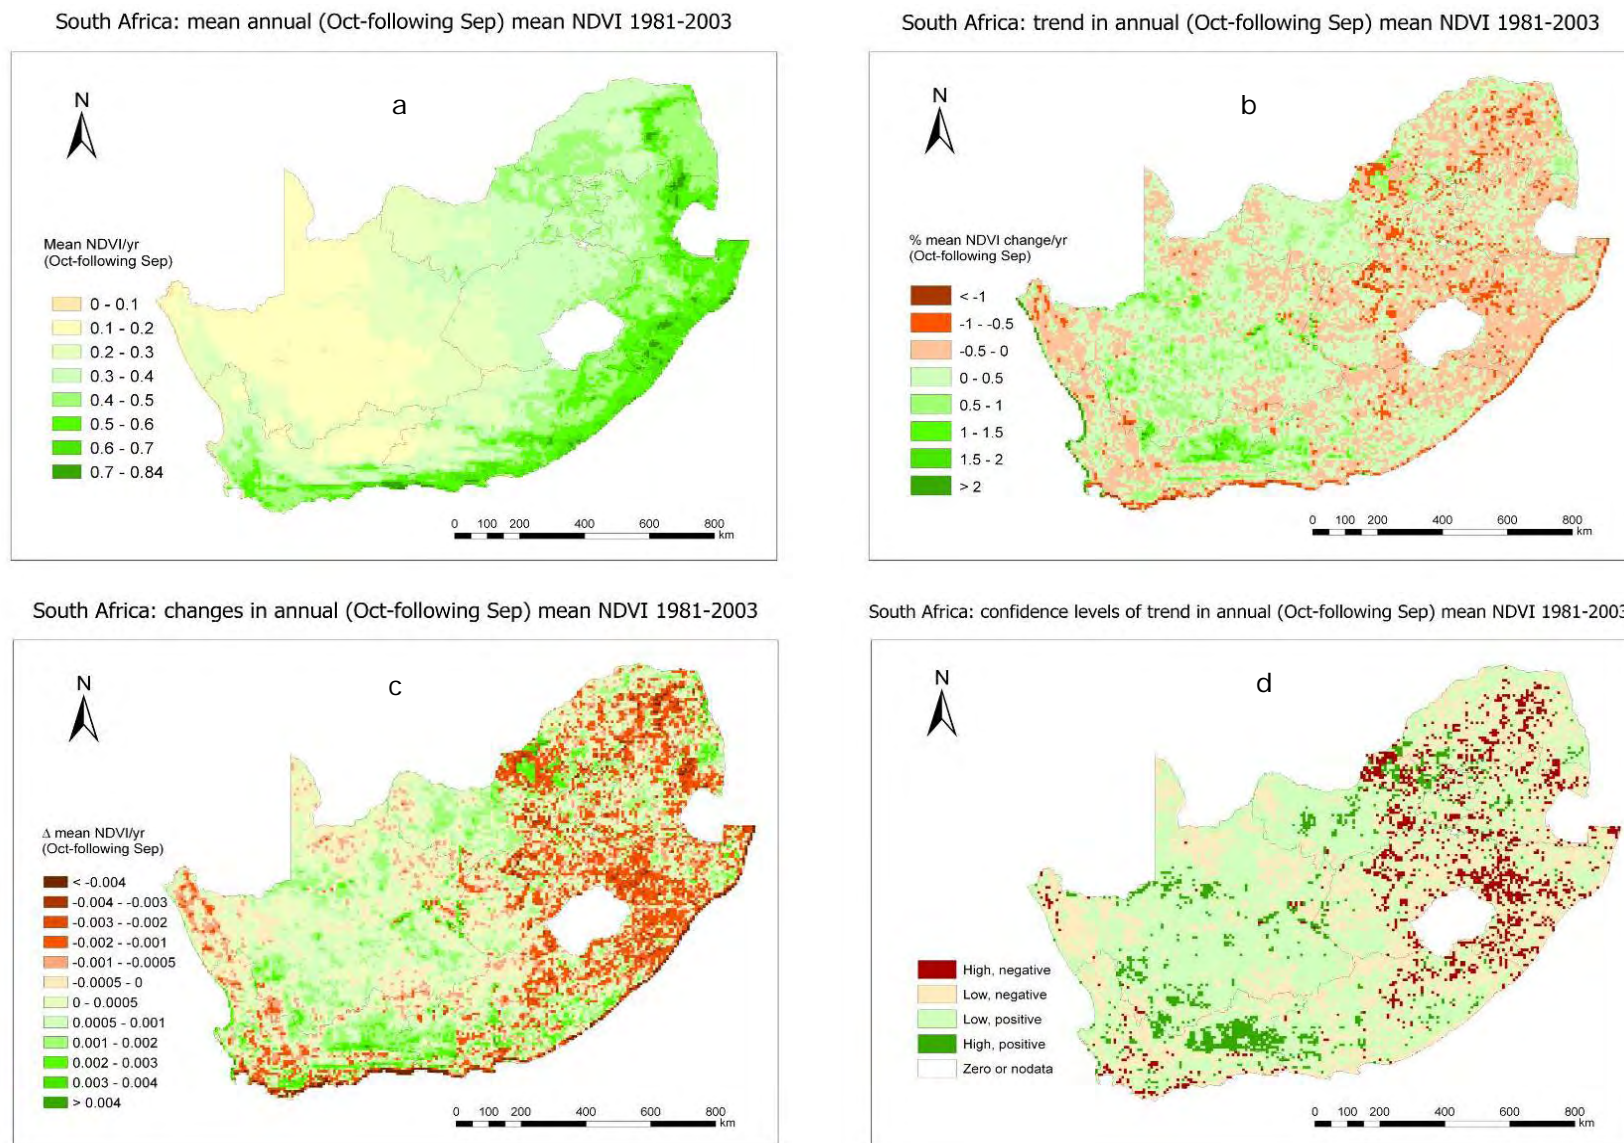 South Africa: mean annual (Oct-following Sep) mean NDVI 1981-2003
a
N
Mean NDVI/yr
(Oct-following Sep)
0 - 0.1
0.1 - 0.2
0.2 - 0.3
0.3 - 0.4
0.4 - 0.5
0.5 - 0.6
0.6 - 0.7
0.7 - 0.84
0 100 200 400 600 800
km
South Africa: trend in annual (Oct-following Sep) mean NDVI 1981-2003
b
N
% mean NDVI change/yr
(Oct-following Sep)
< -1
-1 - -0.5
-0.5 - 0
0 - 0.5
0.5 - 1
1 - 1.5
1.5 - 2
> 2
0 100 200 400 600 800
km
South Africa: changes in annual (Oct-following Sep) mean NDVI 1981-2003
c
N
Δ mean NDVI/yr
(Oct-following Sep)
< -0.004
-0.004 - -0.003
-0.003 - -0.002
-0.002 - -0.001
-0.001 - -0.0005
-0.0005 - 0
0 - 0.0005
0.0005 - 0.001
0.001 - 0.002
0.002 - 0.003
0.003 - 0.004
> 0.004
0 100 200 400 600 800
km
South Africa: confidence levels of trend in annual (Oct-following Sep) mean NDVI 1981-2003
d
N
High, negative
Low, negative
Low, positive
High, positive
Zero or nodata
0 100 200 400 600 800
km